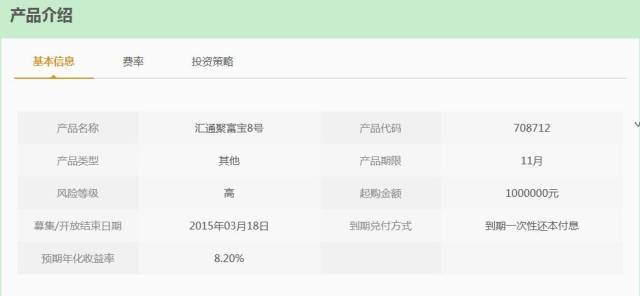 产品介绍
基本信息 费率 投资策略
产品名称 汇通聚富宝8号 产品代码 708712
产品类型 其他 产品期限 11月
风险等级 高 起购金额 1000000元
募集/开放结束日期 2015年03月18日 到期兑付方式 到期一次性还本付息
预期年化收益率 8.20%